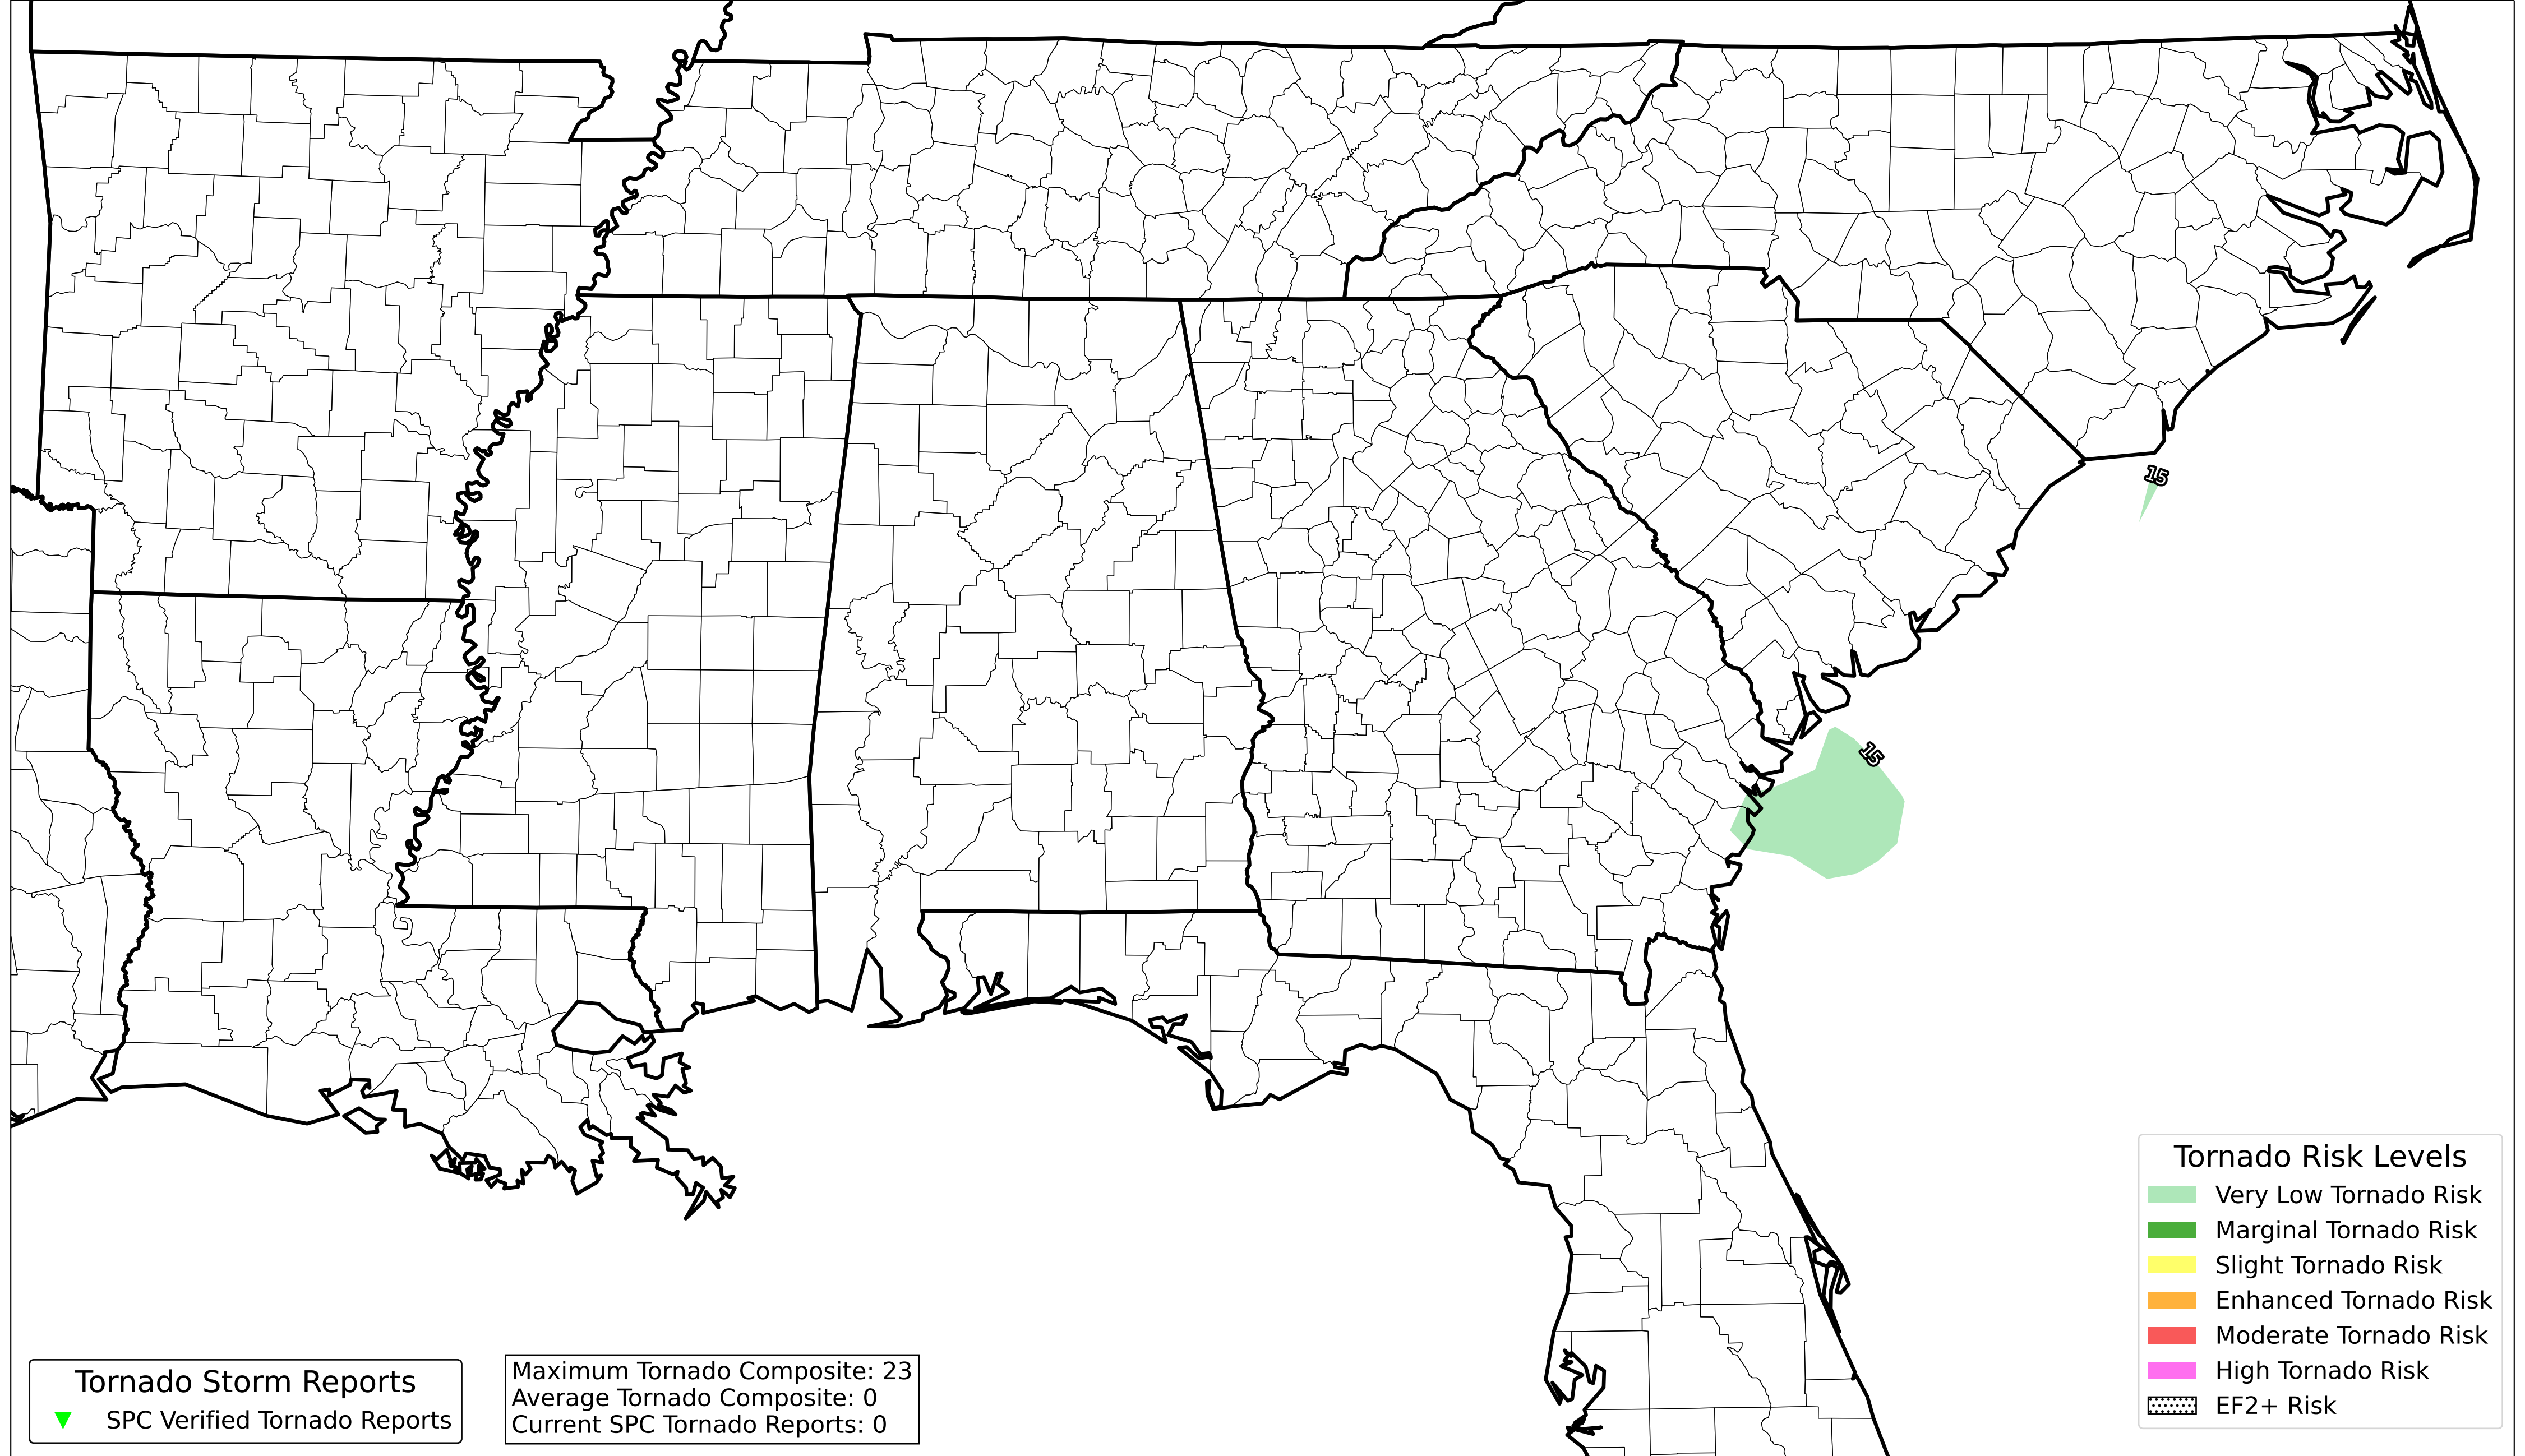 15
15
Tornado Risk Levels
Very Low Tornado Risk
Marginal Tornado Risk
Slight Tornado Risk
Enhanced Tornado Risk
Moderate Tornado Risk
High Tornado Risk
EF2+ Risk
Tornado Storm Reports
SPC Verified Tornado Reports
Maximum Tornado Composite: 23
Average Tornado Composite: 0
Current SPC Tornado Reports: 0